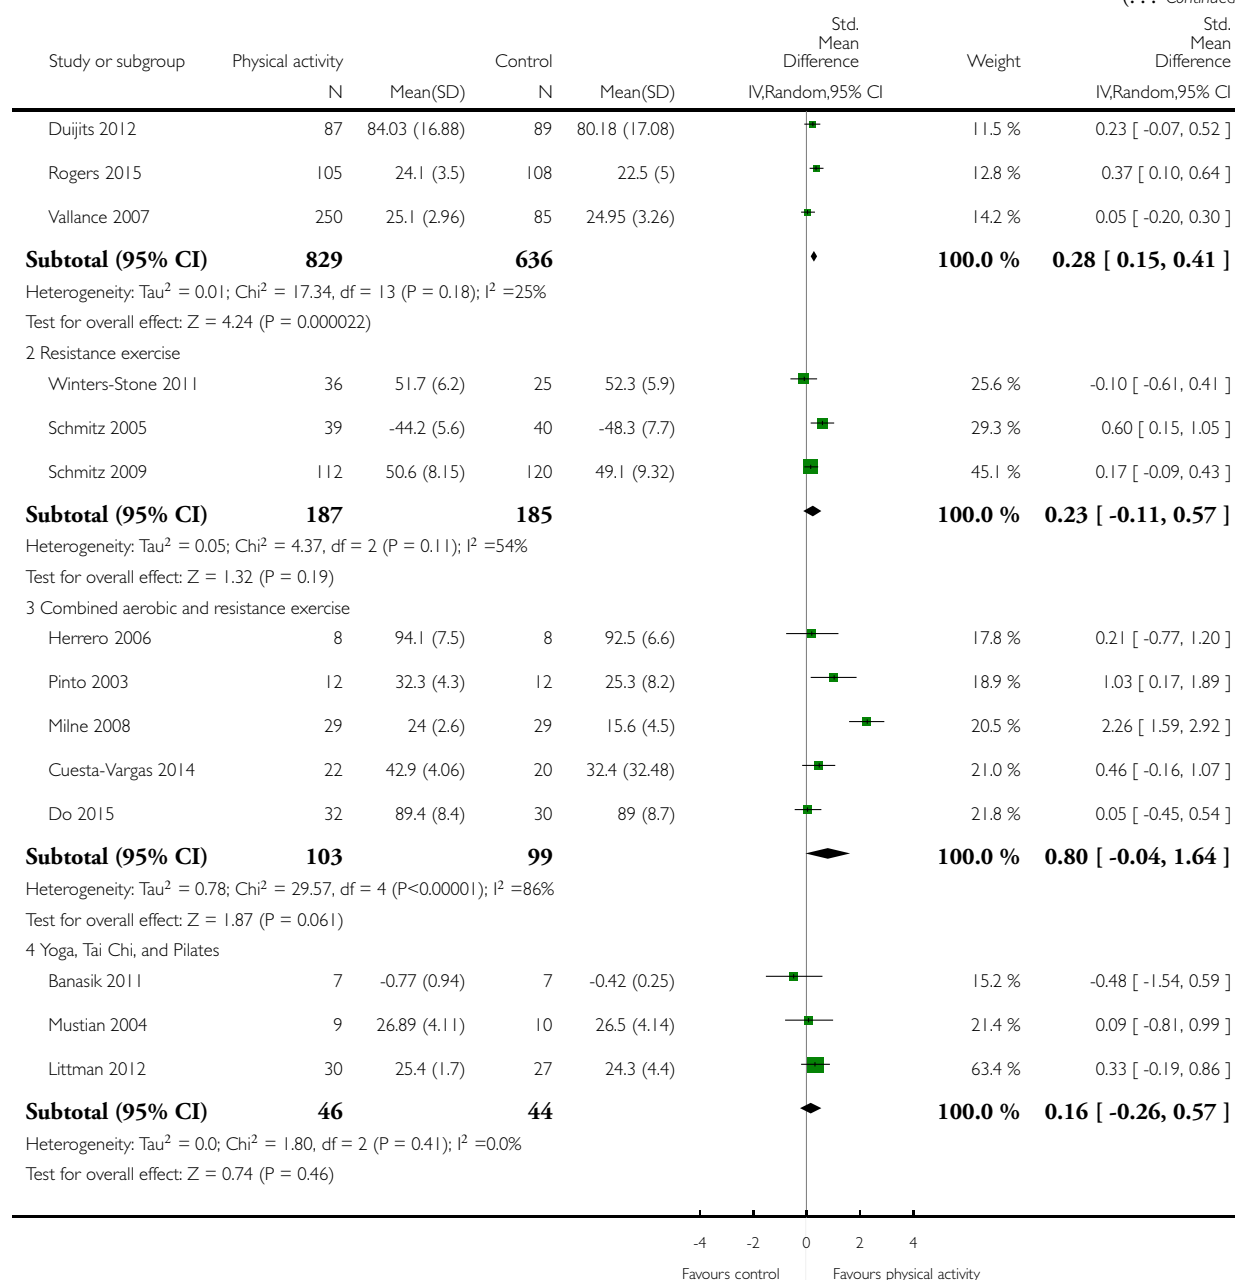 (. . . Continued
Study or subgroup Physical activity Control Std. Mean Difference Weight Std. Mean Difference
N Mean(SD) N Mean(SD) IV,Random,95% CI IV,Random,95% CI
Duijits 2012 87 84.03 (16.88) 89 80.18 (17.08) 11.5 % 0.23 [ -0.07, 0.52 ]
Rogers 2015 105 24.1 (3.5) 108 22.5 (5) 12.8 % 0.37 [ 0.10, 0.64 ]
Vallance 2007 250 25.1 (2.96) 85 24.95 (3.26) 14.2 % 0.05 [ -0.20, 0.30 ]
Subtotal (95% CI) 829 636 100.0 % 0.28 [ 0.15, 0.41 ]
Heterogeneity: Tau² = 0.01; Chi² = 17.34, df = 13 (P = 0.18); I² =25%
Test for overall effect: Z = 4.24 (P = 0.000022)
2 Resistance exercise
Winters-Stone 2011 36 51.7 (6.2) 25 52.3 (5.9) 25.6 % -0.10 [ -0.61, 0.41 ]
Schmitz 2005 39 -44.2 (5.6) 40 -48.3 (7.7) 29.3 % 0.60 [ 0.15, 1.05 ]
Schmitz 2009 112 50.6 (8.15) 120 49.1 (9.32) 45.1 % 0.17 [ -0.09, 0.43 ]
Subtotal (95% CI) 187 185 100.0 % 0.23 [ -0.11, 0.57 ]
Heterogeneity: Tau² = 0.05; Chi² = 4.37, df = 2 (P = 0.11); I² =54%
Test for overall effect: Z = 1.32 (P = 0.19)
3 Combined aerobic and resistance exercise
Herrero 2006 8 94.1 (7.5) 8 92.5 (6.6) 17.8 % 0.21 [ -0.77, 1.20 ]
Pinto 2003 12 32.3 (4.3) 12 25.3 (8.2) 18.9 % 1.03 [ 0.17, 1.89 ]
Milne 2008 29 24 (2.6) 29 15.6 (4.5) 20.5 % 2.26 [ 1.59, 2.92 ]
Cuesta-Vargas 2014 22 42.9 (4.06) 20 32.4 (32.48) 21.0 % 0.46 [ -0.16, 1.07 ]
Do 2015 32 89.4 (8.4) 30 89 (8.7) 21.8 % 0.05 [ -0.45, 0.54 ]
Subtotal (95% CI) 103 99 100.0 % 0.80 [ -0.04, 1.64 ]
Heterogeneity: Tau² = 0.78; Chi² = 29.57, df = 4 (P<0.00001); I² =86%
Test for overall effect: Z = 1.87 (P = 0.061)
4 Yoga, Tai Chi, and Pilates
Banasik 2011 7 -0.77 (0.94) 7 -0.42 (0.25) 15.2 % -0.48 [ -1.54, 0.59 ]
Mustian 2004 9 26.89 (4.11) 10 26.5 (4.14) 21.4 % 0.09 [ -0.81, 0.99 ]
Littman 2012 30 25.4 (1.7) 27 24.3 (4.4) 63.4 % 0.33 [ -0.19, 0.86 ]
Subtotal (95% CI) 46 44 100.0 % 0.16 [ -0.26, 0.57 ]
Heterogeneity: Tau² = 0.0; Chi² = 1.80, df = 2 (P = 0.41); I² =0.0%
Test for overall effect: Z = 0.74 (P = 0.46)
-4 -2 0 2 4
Favours control Favours physical activity